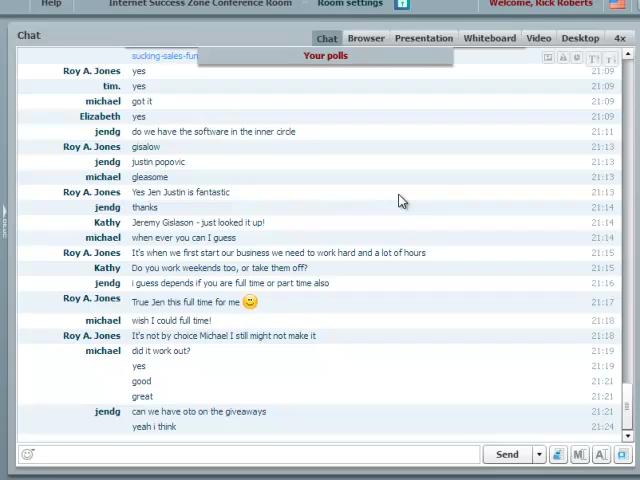 Help Internet Success Zone Conference Room Room settings Welcome, Rick Roberts
Chat
Chat Browser Presentation Whiteboard Video Desktop 4x
sucking-sales-fun
Your polls
Roy A. Jones yes 21:09
tim. yes 21:09
michael got it 21:09
Elizabeth yes 21:09
jendg do we have the software in the inner circle 21:11
Roy A. Jones gisalow 21:13
jendg justin popovic 21:13
michael gleasome 21:13
Roy A. Jones Yes Jen Justin is fantastic 21:13
jendg thanks 21:14
Kathy Jeremy Gislason - just looked it up! 21:14
michael when ever you can I guess 21:14
Roy A. Jones It's when we first start our business we need to work hard and a lot of hours 21:15
Kathy Do you work weekends too, or take them off? 21:15
jendg i guess depends if you are full time or part time also 21:16
Roy A. Jones True Jen this full time for me 21:17
michael wish I could full time! 21:18
Roy A. Jones It's not by choice Michael I still might not make it 21:18
michael did it work out? 21:19
yes 21:19
good 21:21
great 21:21
jendg can we have oto on the giveaways 21:21
yeah i think 21:24
Send